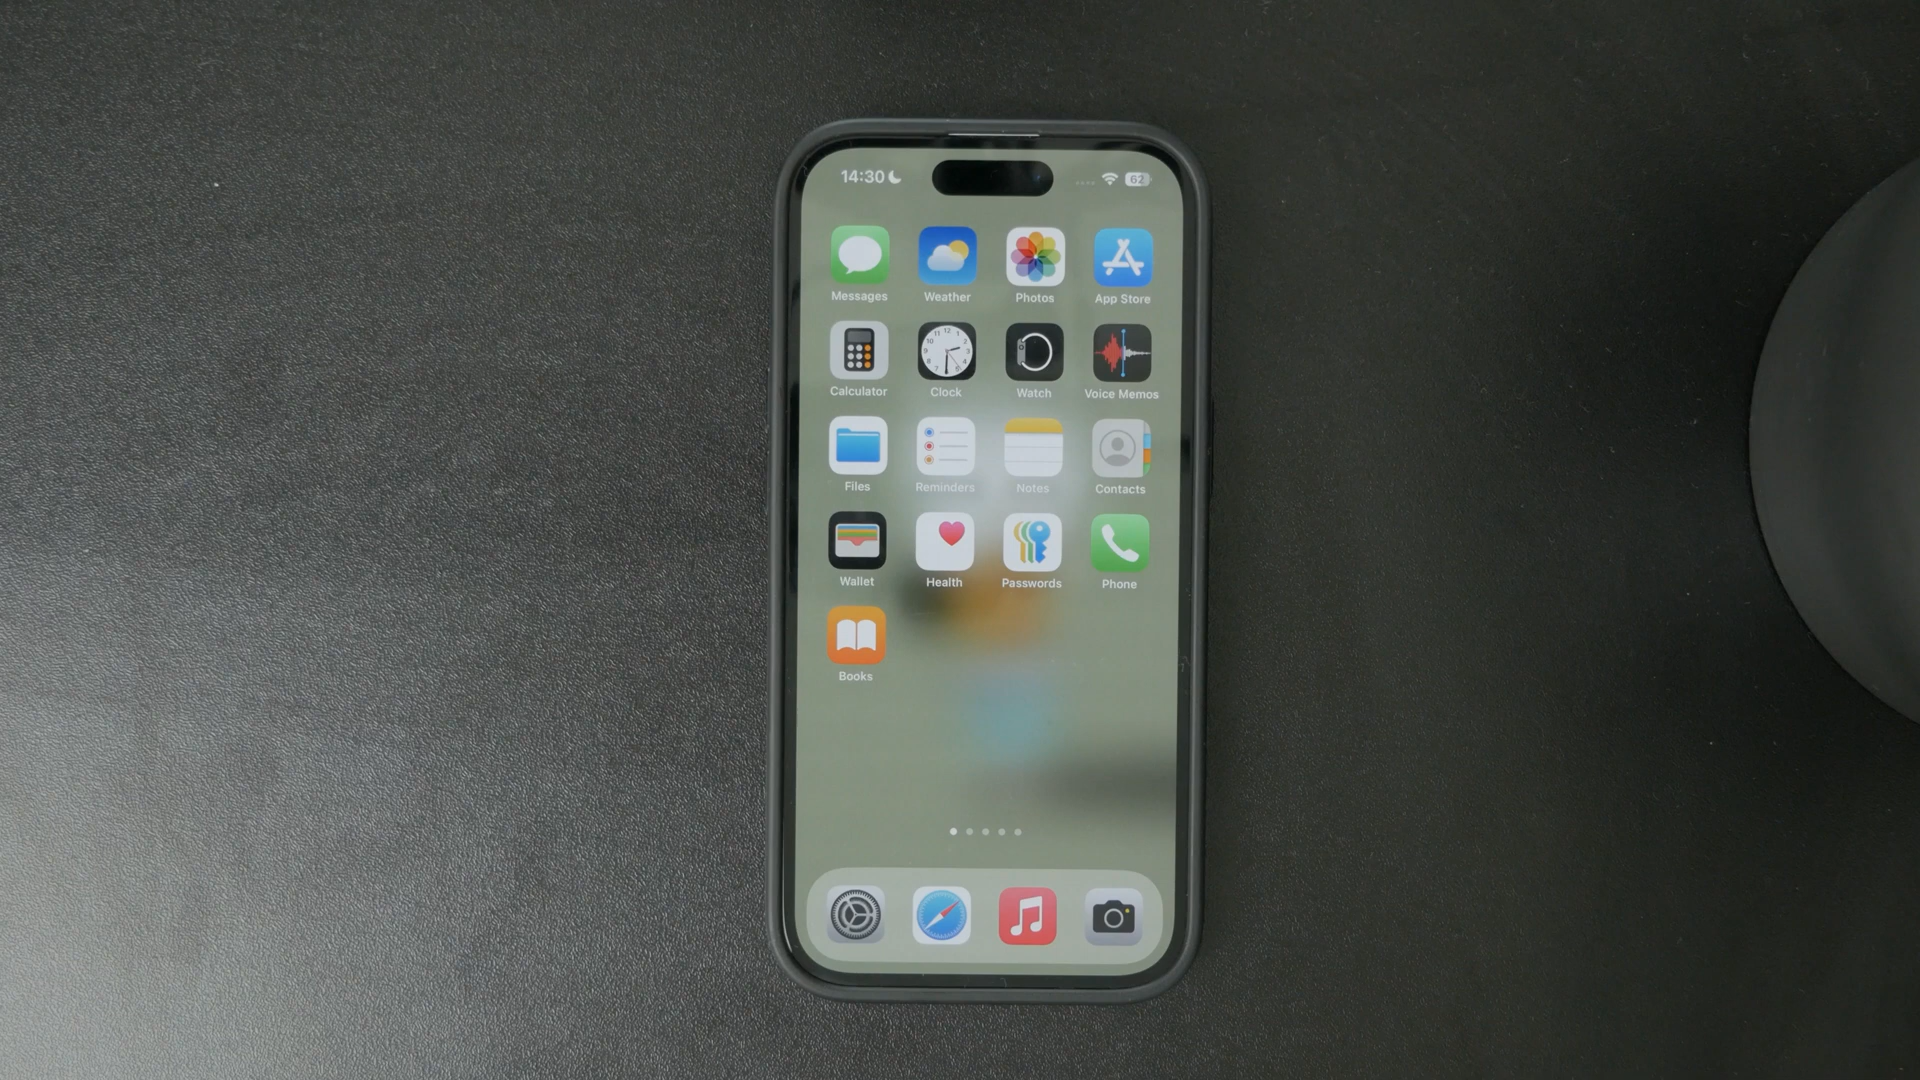 14:30
62
Messages Weather Photos App Store
Calculator Clock Watch Voice Memos
Files Reminders Notes Contacts
Wallet Health Passwords Phone
Books